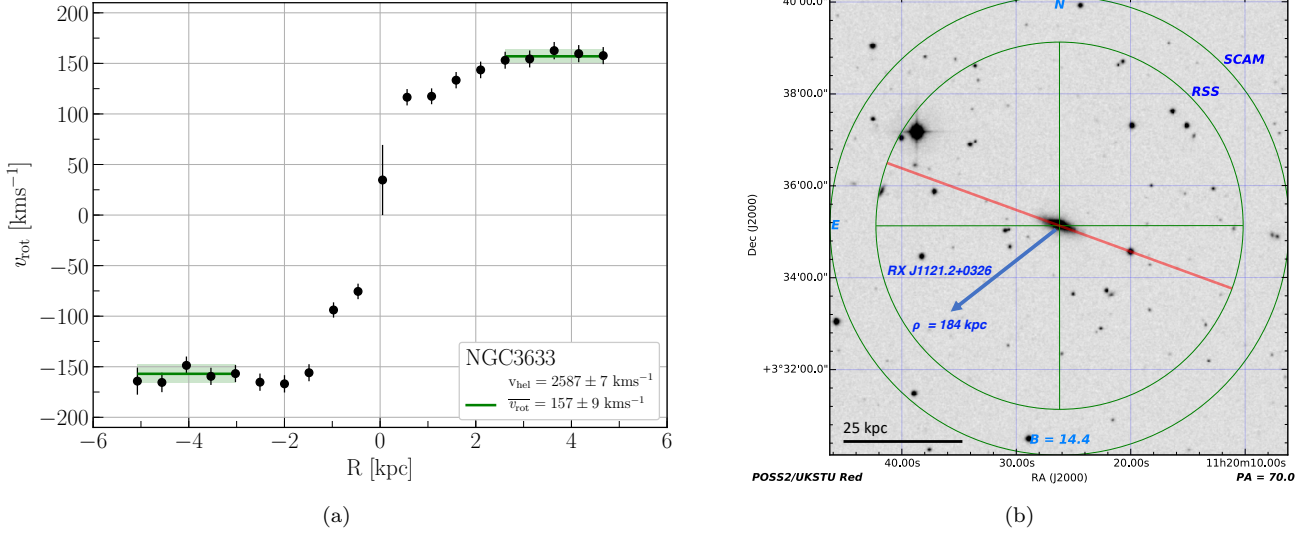 200
150
100
50
0
−50
−100
−150
−200
v_rot [kms⁻¹]
−6 −4 −2 0 2 4 6
R [kpc]
NGC3633
v_hel = 2587 ± 7 kms⁻¹
v̅_rot = 157 ± 9 kms⁻¹
(a)
40'00.0"
38'00.0"
36'00.0"
34'00.0"
+3°32'00.0"
Dec (J2000)
N
SCAM
RSS
E
RX J1121.2+0326
ρ = 184 kpc
25 kpc
B = 14.4
40.00s 30.00s 20.00s 11h20m10.00s
POSS2/UKSTU Red RA (J2000) PA = 70.0
(b)